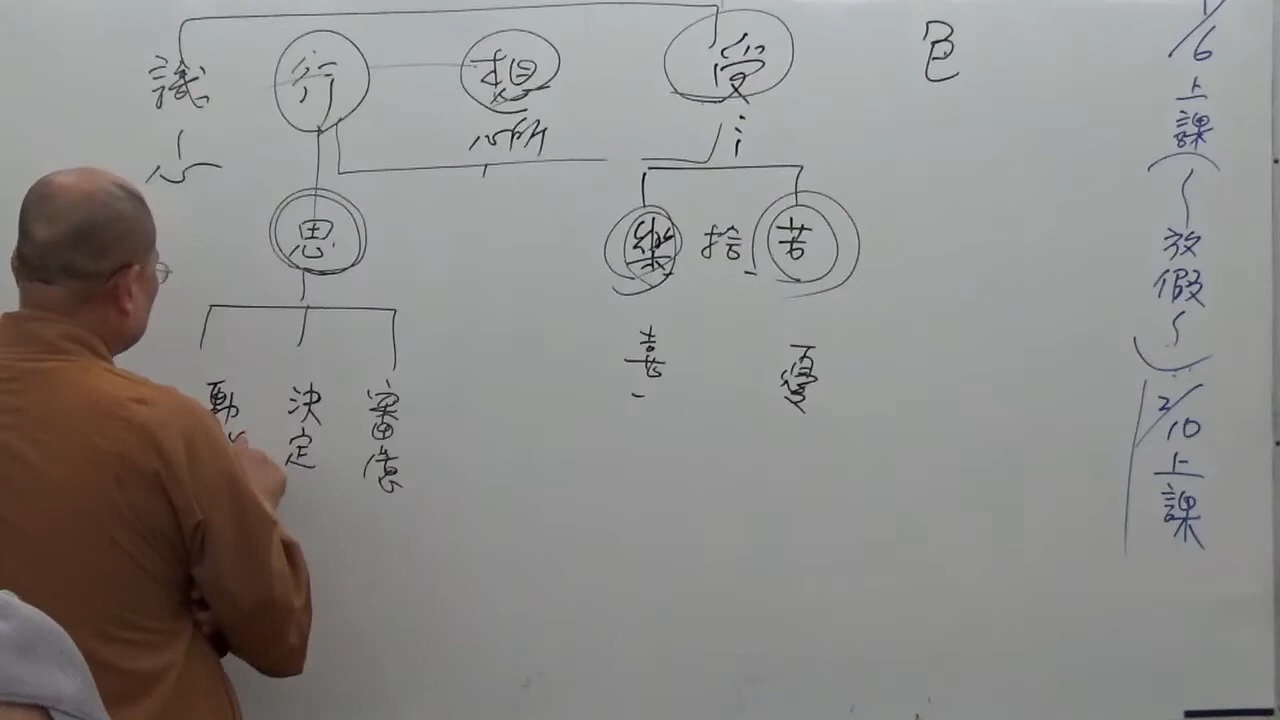 色
受
想
行
識
心所
心
思
苦
捨
樂
憂
喜
審慮
決定
動
1/6上課
(~放假~)
2/10上課